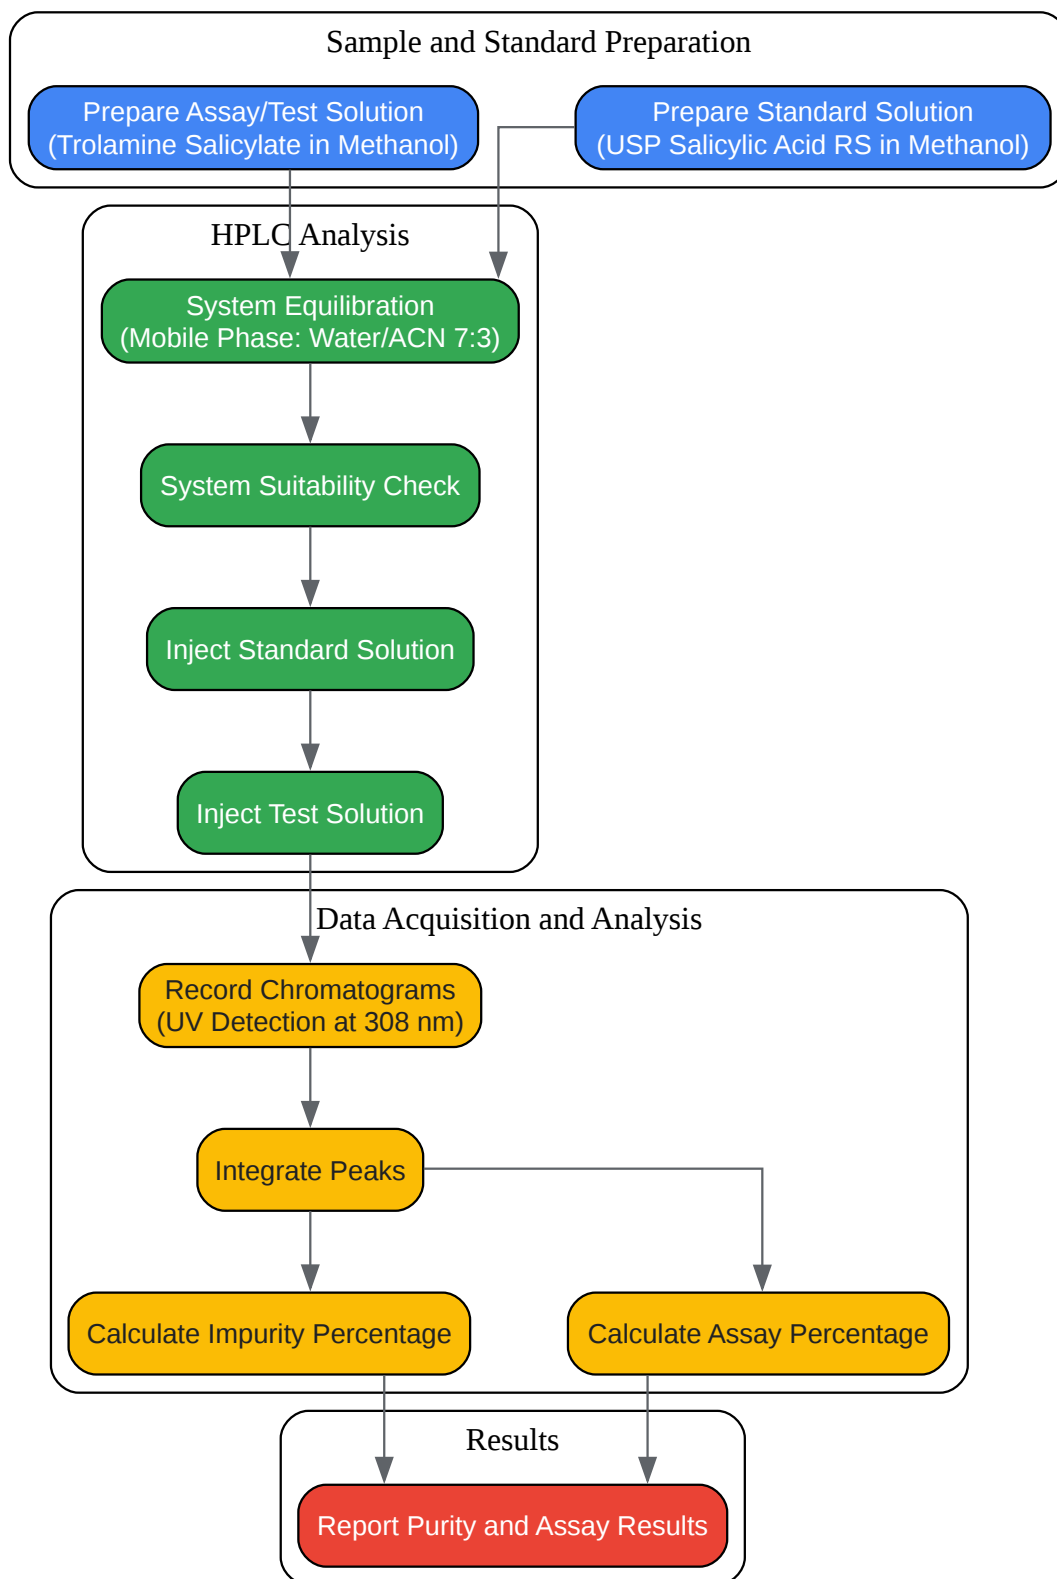 Sample and Standard Preparation
Prepare Assay/Test Solution
(Trolamine Salicylate in Methanol)
Prepare Standard Solution
(USP Salicylic Acid RS in Methanol)
HPLC Analysis
System Equilibration
(Mobile Phase: Water/ACN 7:3)
System Suitability Check
Inject Standard Solution
Inject Test Solution
Data Acquisition and Analysis
Record Chromatograms
(UV Detection at 308 nm)
Integrate Peaks
Calculate Impurity Percentage
Calculate Assay Percentage
Results
Report Purity and Assay Results